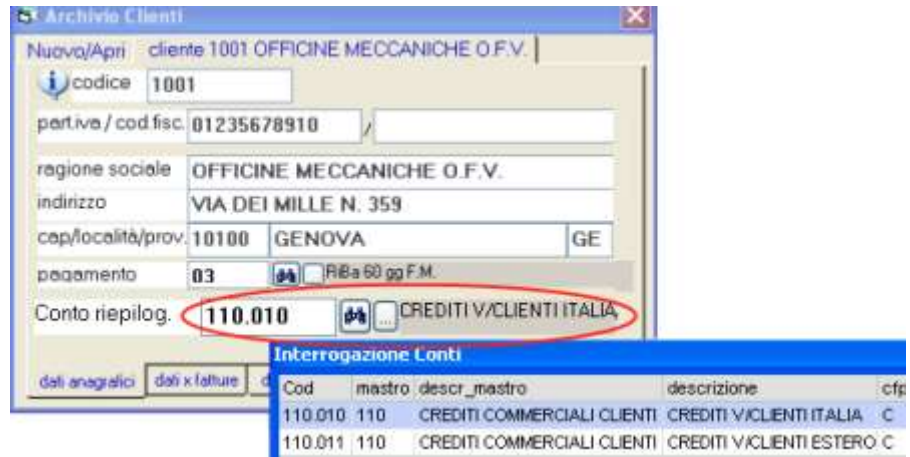 Archivio Clienti
Nuovo/Apri cliente 1001 OFFICINE MECCANICHE O.F.V.
codice 1001
part.iva / cod.fisc. 01235678910 /
ragione sociale OFFICINE MECCANICHE O.F.V.
indirizzo VIA DEI MILLE N. 359
cap/località/prov. 10100 GENOVA GE
pagamento 03 RiBa 60 gg F.M.
Conto riepilog. 110.010 ... CREDITI V/CLIENTI ITALIA
dati anagrafici dati x fatture d
Interrogazione Conti
Cod mastro descr_mastro descrizione cfp
110.010 110 CREDITI COMMERCIALI CLIENTI CREDITI V/CLIENTI ITALIA C
110.011 110 CREDITI COMMERCIALI CLIENTI CREDITI V/CLIENTI ESTERO C